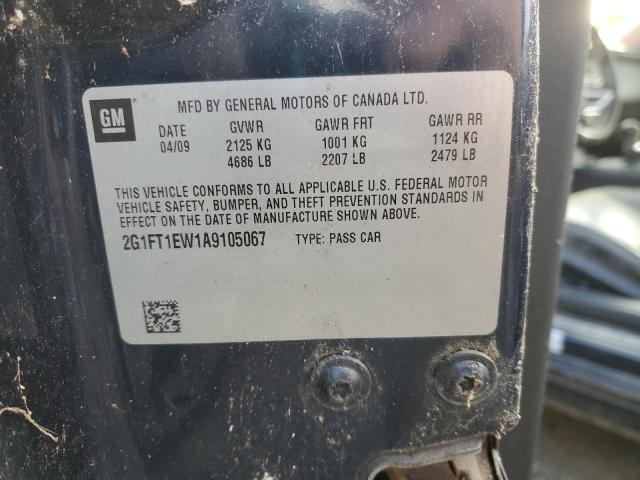 GM
MFD BY GENERAL MOTORS OF CANADA LTD.
DATE GVWR GAWR FRT GAWR RR
04/09 2125 KG 1001 KG 1124 KG
4686 LB 2207 LB 2479 LB
THIS VEHICLE CONFORMS TO ALL APPLICABLE U.S. FEDERAL MOTOR
VEHICLE SAFETY, BUMPER, AND THEFT PREVENTION STANDARDS IN
EFFECT ON THE DATE OF MANUFACTURE SHOWN ABOVE.
2G1FT1EW1A9105067 TYPE: PASS CAR